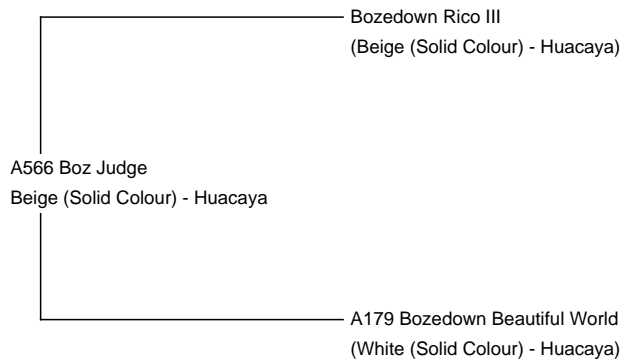 Bozedown Rico III
(Beige (Solid Colour) - Huacaya)
A566 Boz Judge
Beige (Solid Colour) - Huacaya
A179 Bozedown Beautiful World
(White (Solid Colour) - Huacaya)